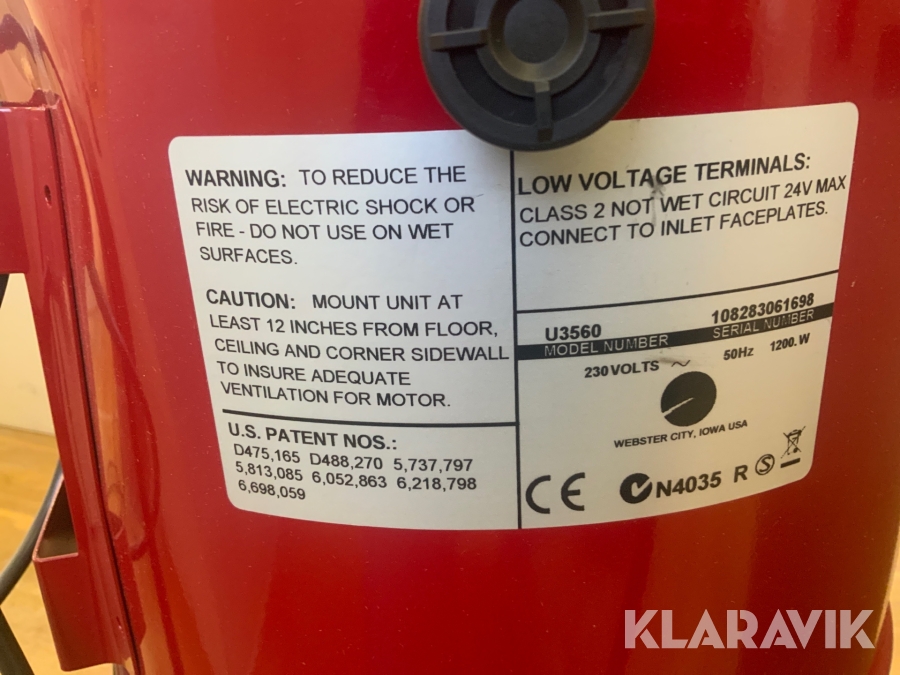 WARNING: TO REDUCE THE
RISK OF ELECTRIC SHOCK OR
FIRE - DO NOT USE ON WET
SURFACES.
CAUTION: MOUNT UNIT AT
LEAST 12 INCHES FROM FLOOR,
CEILING AND CORNER SIDEWALL
TO INSURE ADEQUATE
VENTILATION FOR MOTOR.
U.S. PATENT NOS.:
D475,165 D488,270 5,737,797
5,813,085 6,052,863 6,218,798
6,698,059
LOW VOLTAGE TERMINALS:
CLASS 2 NOT WET CIRCUIT 24V MAX
CONNECT TO INLET FACEPLATES.
U3560 108283061698
MODEL NUMBER SERIAL NUMBER
230 VOLTS ~ 50Hz 1200.W
WEBSTER CITY, IOWA USA
CE N4035 R S
KLARAVIK